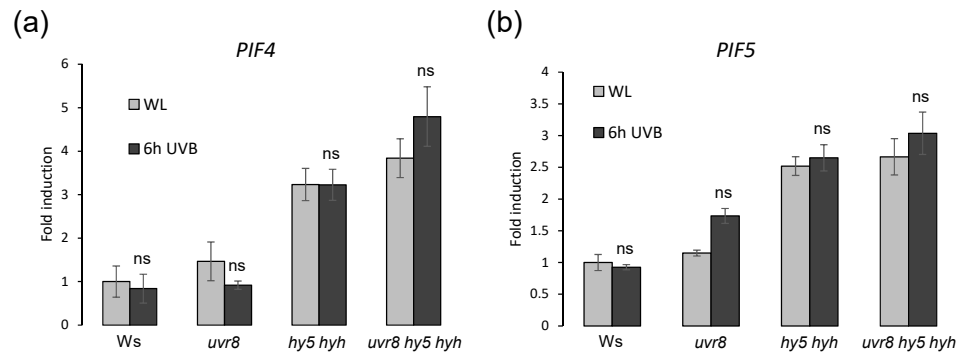 (a)
PIF4
Fold induction
6
5
4
3
2
1
0
WL
6h UVB
ns
ns
ns
ns
Ws
uvr8
hy5 hyh
uvr8 hy5 hyh
(b)
PIF5
Fold induction
4
3.5
3
2.5
2
1.5
1
0.5
0
WL
6h UVB
ns
ns
ns
ns
Ws
uvr8
hy5 hyh
uvr8 hy5 hyh